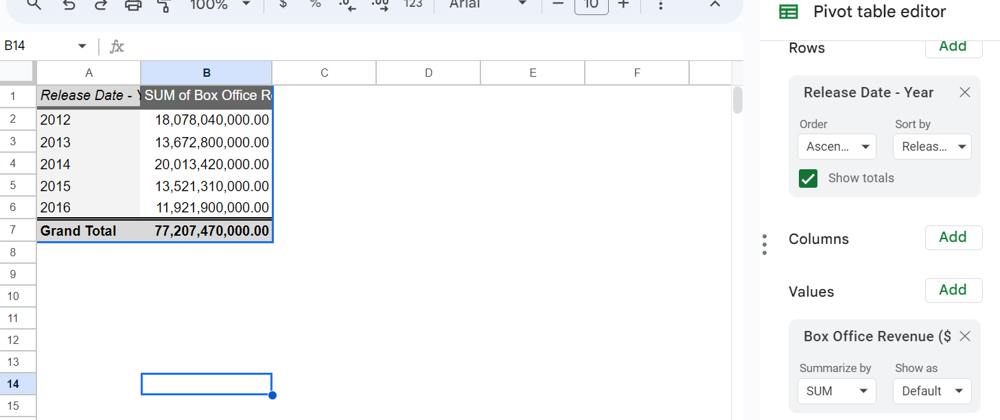 100% $ % .0 .00 123 Arial 10
Pivot table editor
B14 fx
A B C D E F
1 Release Date - Y SUM of Box Office R
2 2012 18,078,040,000.00
3 2013 13,672,800,000.00
4 2014 20,013,420,000.00
5 2015 13,521,310,000.00
6 2016 11,921,900,000.00
7 Grand Total 77,207,470,000.00
8
9
10
11
12
13
14
15
Rows Add
Release Date - Year
Order Sort by
Ascen... Releas...
Show totals
Columns Add
Values Add
Box Office Revenue ($
Summarize by Show as
SUM Default